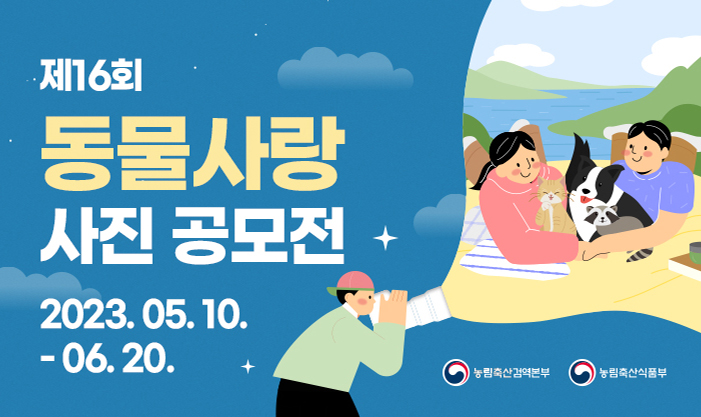 제16회
동물사랑
사진 공모전
2023. 05. 10.
- 06. 20.
농림축산검역본부 농림축산식품부